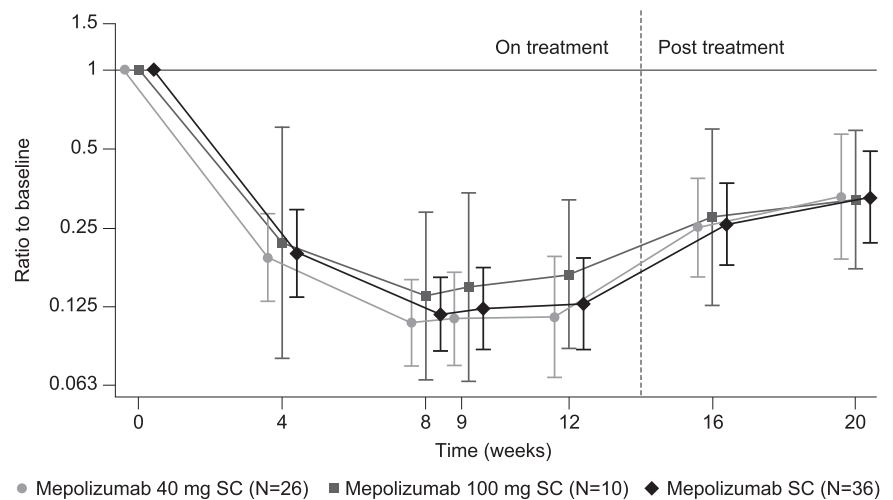 1.5
On treatment
Post treatment
1
0.5
0.25
0.125
0.063
Ratio to baseline
0 4 8 9 12 16 20
Time (weeks)
Mepolizumab 40 mg SC (N=26) Mepolizumab 100 mg SC (N=10) Mepolizumab SC (N=36)